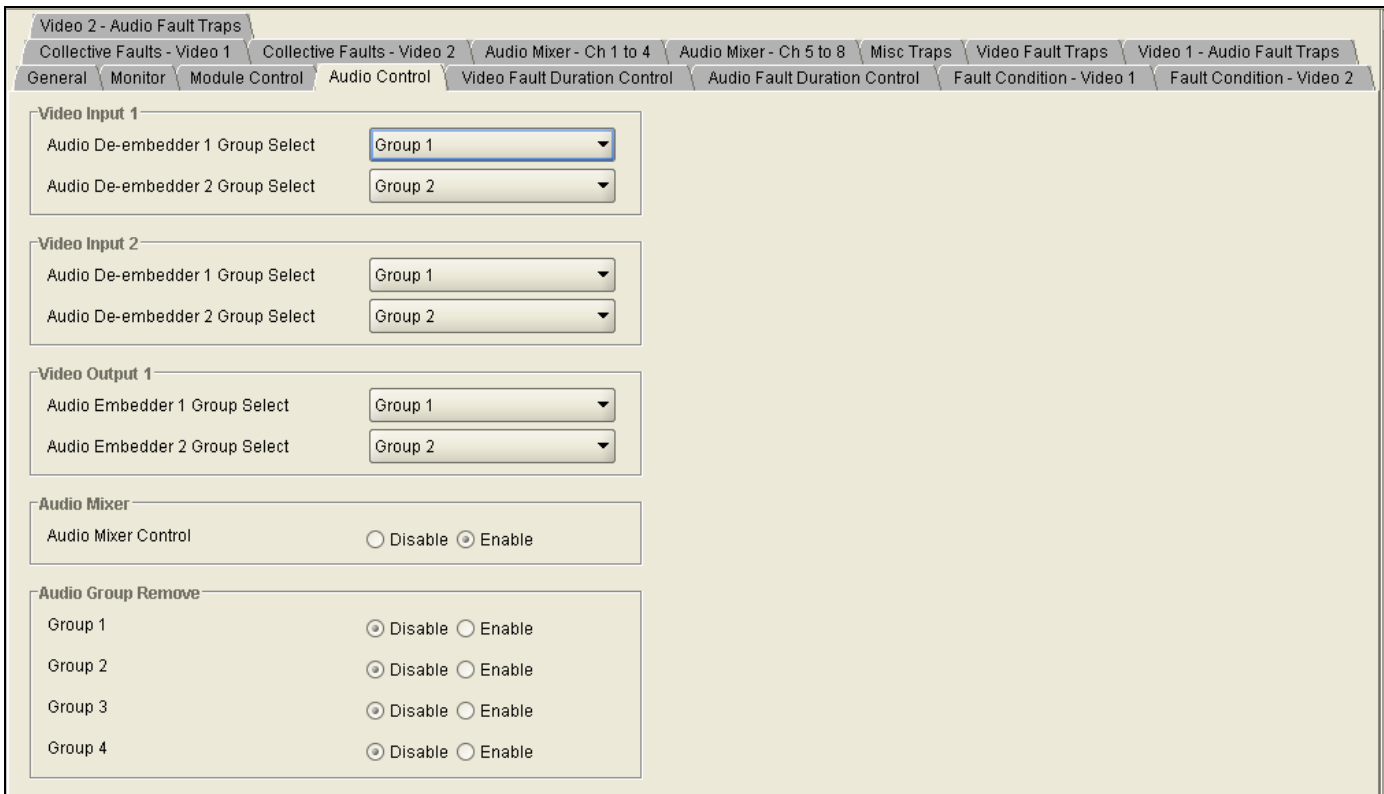 Video 2 - Audio Fault Traps
Collective Faults - Video 1 Collective Faults - Video 2 Audio Mixer - Ch 1 to 4 Audio Mixer - Ch 5 to 8 Misc Traps Video Fault Traps Video 1 - Audio Fault Traps
General Monitor Module Control Audio Control Video Fault Duration Control Audio Fault Duration Control Fault Condition - Video 1 Fault Condition - Video 2
Video Input 1
Audio De-embedder 1 Group Select Group 1
Audio De-embedder 2 Group Select Group 2
Video Input 2
Audio De-embedder 1 Group Select Group 1
Audio De-embedder 2 Group Select Group 2
Video Output 1
Audio Embedder 1 Group Select Group 1
Audio Embedder 2 Group Select Group 2
Audio Mixer
Audio Mixer Control Disable Enable
Audio Group Remove
Group 1 Disable Enable
Group 2 Disable Enable
Group 3 Disable Enable
Group 4 Disable Enable